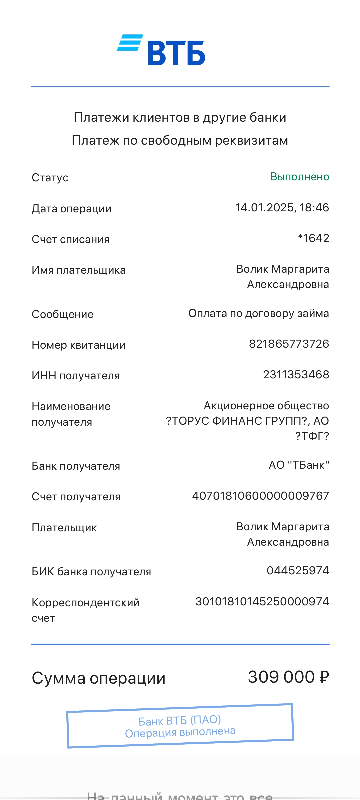 ВТБ
Платежи клиентов в другие банки
Платеж по свободным реквизитам
Статус Выполнено
Дата операции 14.01.2025, 18:46
Счет списания *1642
Имя плательщика Волик Маргарита
Александровна
Сообщение Оплата по договору займа
Номер квитанции 821865773726
ИНН получателя 2311353468
Наименование Акционерное общество
получателя ?ТОРУС ФИНАНС ГРУПП?, АО
?ТФГ?
Банк получателя АО "ТБанк"
Счет получателя 40701810600000009767
Плательщик Волик Маргарита
Александровна
БИК банка получателя 044525974
Корреспондентский 30101810145250000974
счет
Сумма операции 309 000 ₽
Банк ВТБ (ПАО)
Операция выполнена
На данный момент это все